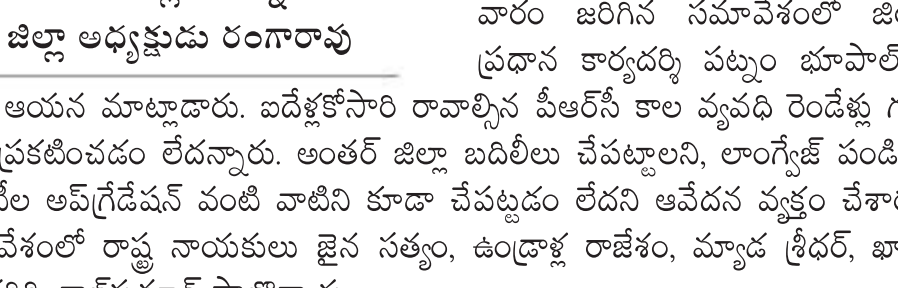 జిల్లా అధ్యక్షుడు రంగారావు
వారం జరిగిన సమావేశంలో
ప్రధాన కార్యదర్శి పట్నం భూపాల్
ఆయన మాట్లాడారు. ఐదేళ్లకోసారి రావాల్సిన పీఆర్‌సీ కాల వ్యవధి రెండేళ్లు
ప్రకటించడం లేదన్నారు. అంతర్ జిల్లా బదిలీలు చేపట్టాలని, లాంగ్వేజ్ పండి
అప్‌గ్రేడేషన్ వంటి వాటిని కూడా చేపట్టడం లేదని ఆవేదన వ్యక్తం చేశా
వేశంలో రాష్ట్ర నాయకులు జైన సత్యం, ఉండ్రాళ్ల రాజేశం, మ్యాడ శ్రీధర్, ఖా